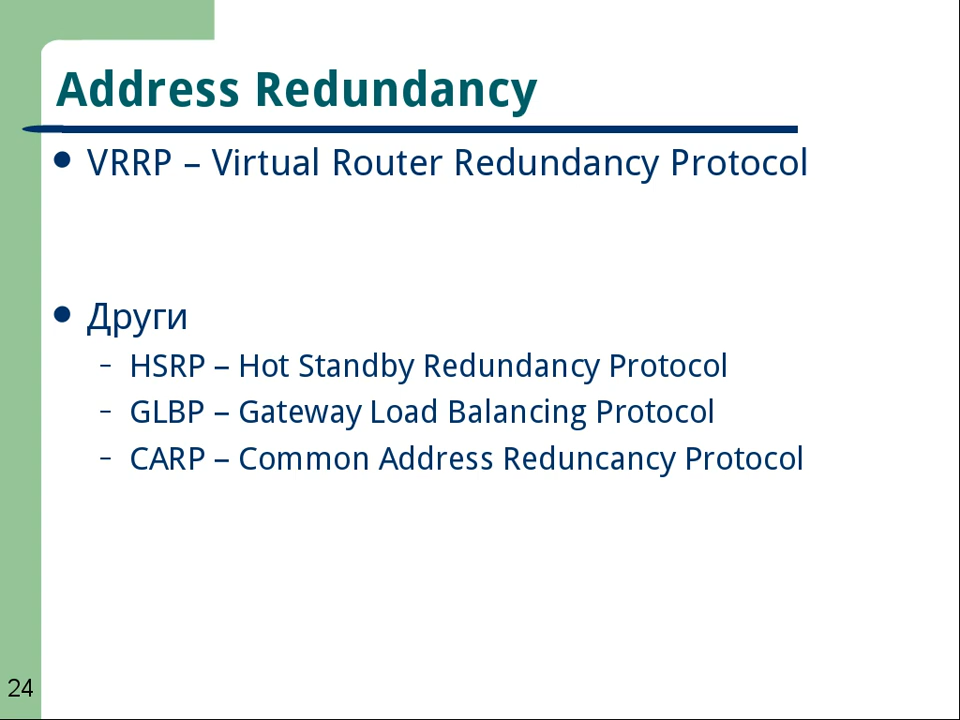 Address Redundancy
● VRRP – Virtual Router Redundancy Protocol
● Други
– HSRP – Hot Standby Redundancy Protocol
– GLBP – Gateway Load Balancing Protocol
– CARP – Common Address Reduncancy Protocol
24